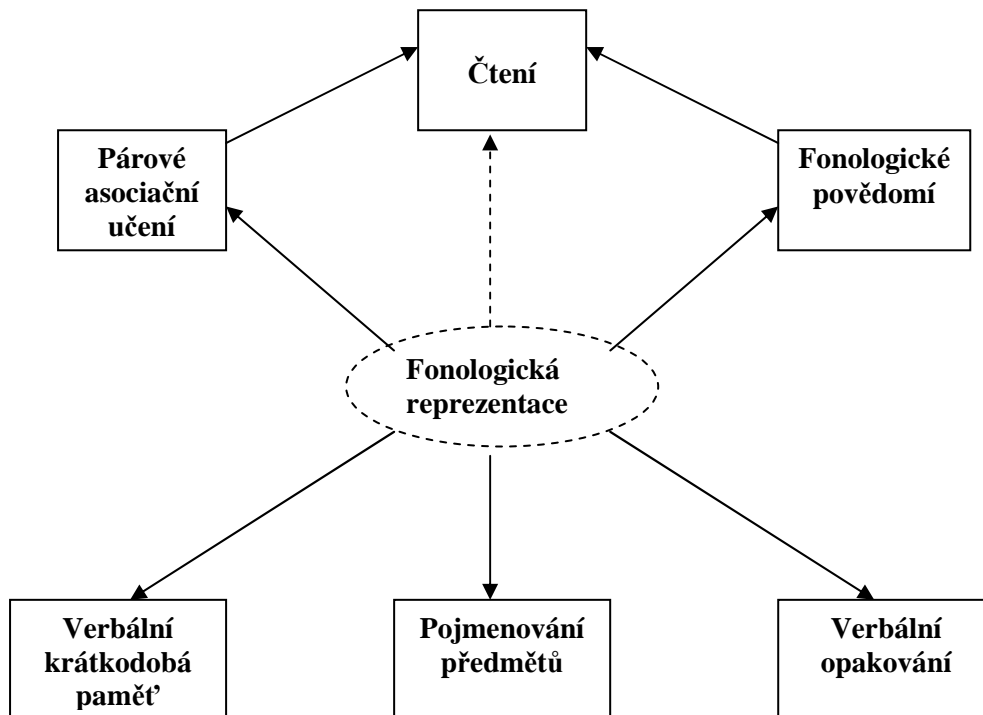 Čtení
Párové
asociační
učení
Fonologické
povědomí
Fonologická
reprezentace
Verbální
krátkodobá
paměť
Pojmenování
předmětů
Verbální
opakování